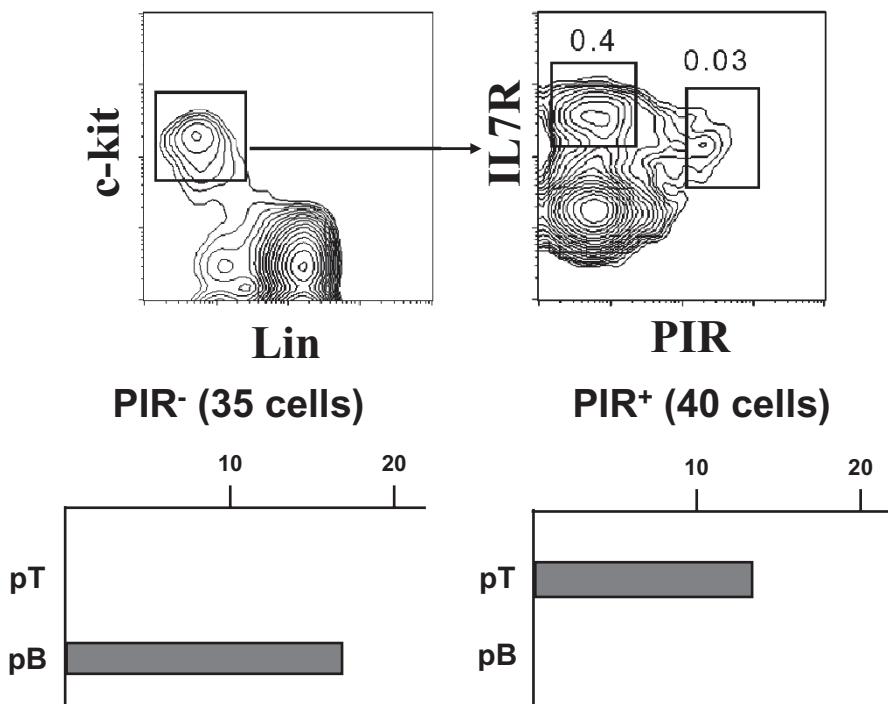 c-kit
Lin
0.4
0.03
IL7R
PIR
PIR- (35 cells)
PIR+ (40 cells)
10
20
pT
pB
10
20
pT
pB